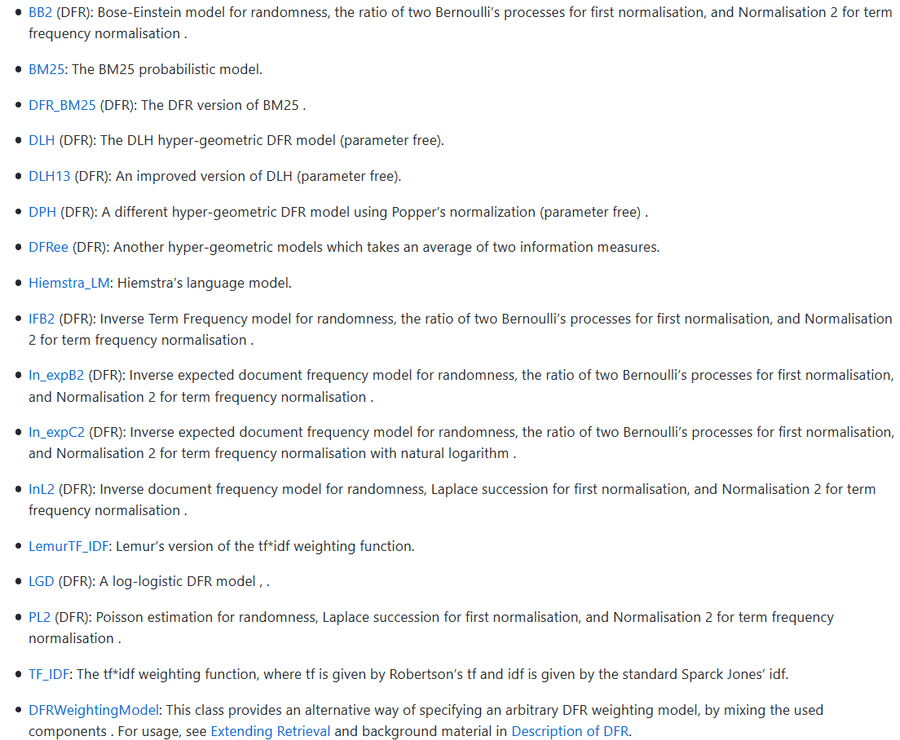 • BB2 (DFR): Bose-Einstein model for randomness, the ratio of two Bernoulli’s processes for first normalisation, and Normalisation 2 for term
frequency normalisation .
• BM25: The BM25 probabilistic model.
• DFR_BM25 (DFR): The DFR version of BM25 .
• DLH (DFR): The DLH hyper-geometric DFR model (parameter free).
• DLH13 (DFR): An improved version of DLH (parameter free).
• DPH (DFR): A different hyper-geometric DFR model using Popper’s normalization (parameter free) .
• DFRee (DFR): Another hyper-geometric models which takes an average of two information measures.
• Hiemstra_LM: Hiemstra’s language model.
• IFB2 (DFR): Inverse Term Frequency model for randomness, the ratio of two Bernoulli’s processes for first normalisation, and Normalisation
2 for term frequency normalisation .
• In_expB2 (DFR): Inverse expected document frequency model for randomness, the ratio of two Bernoulli’s processes for first normalisation,
and Normalisation 2 for term frequency normalisation .
• In_expC2 (DFR): Inverse expected document frequency model for randomness, the ratio of two Bernoulli’s processes for first normalisation,
and Normalisation 2 for term frequency normalisation with natural logarithm .
• InL2 (DFR): Inverse document frequency model for randomness, Laplace succession for first normalisation, and Normalisation 2 for term
frequency normalisation .
• LemurTF_IDF: Lemur’s version of the tf*idf weighting function.
• LGD (DFR): A log-logistic DFR model , .
• PL2 (DFR): Poisson estimation for randomness, Laplace succession for first normalisation, and Normalisation 2 for term frequency
normalisation .
• TF_IDF: The tf*idf weighting function, where tf is given by Robertson’s tf and idf is given by the standard Sparck Jones’ idf.
• DFRWeightingModel: This class provides an alternative way of specifying an arbitrary DFR weighting model, by mixing the used
components . For usage, see Extending Retrieval and background material in Description of DFR.